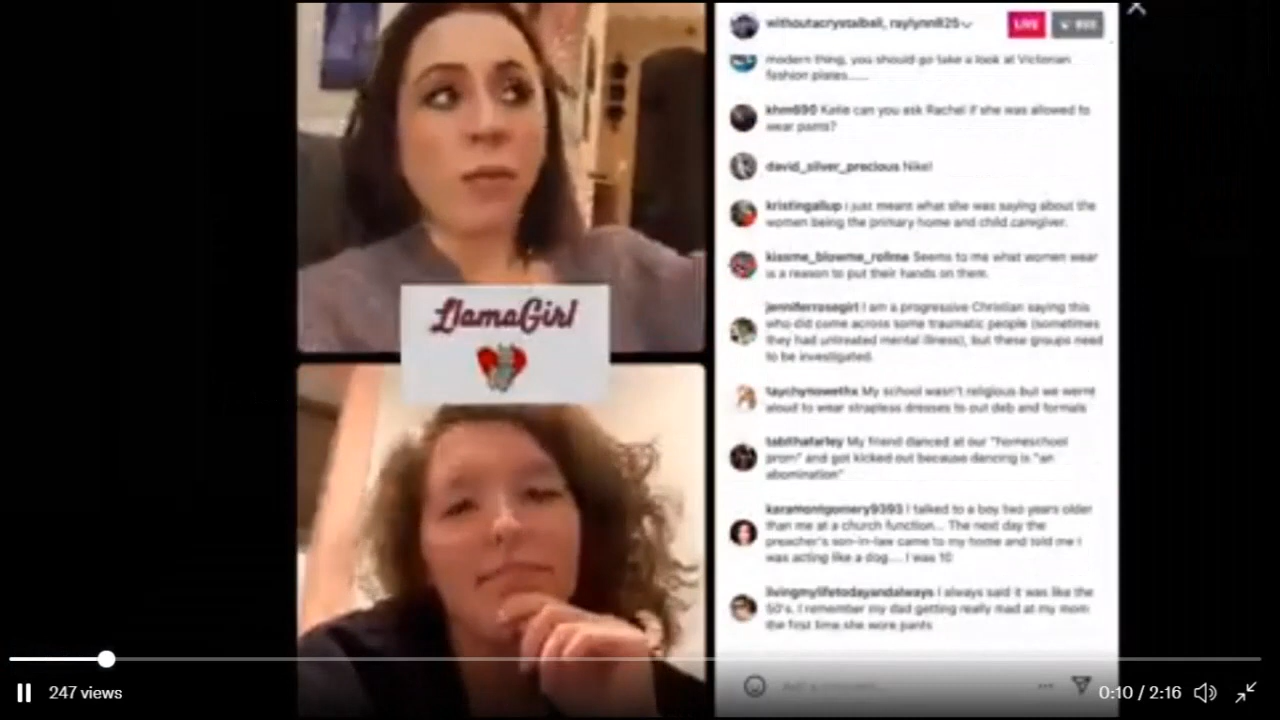 withoutacrystalball, raylynn825
LIVE
modern thing, you should go take a look at Victorian
fashion plates......
khm690 Katie can you ask Rachel if she was allowed to
wear pants?
david_silver_precious Nike!
kristingallup I just meant what she was saying about the
women being the primary home and child caregiver.
kissme_blowme_rollme Seems to me what women wear
is a reason to put their hands on them.
jenniferrosegirl I am a progressive Christian saying this
who did come across some traumatic people (sometimes
they had untreated mental illness), but these groups need
to be investigated.
taychynowethx My school wasn't religious but we wernt
aloud to wear strapless dresses to out deb and formals
tabithafarley My friend danced at our "homeschool
prom" and got kicked out because dancing is "an
abomination"
karamontgomery9393 I talked to a boy two years older
than me at a church function... The next day the
preacher's son-in-law came to my home and told me I
was acting like a dog.... I was 10
livingmylifetodayandalways I always said it was like the
50's. I remember my dad getting really mad at my mom
the first time she wore pants
LlamaGirl
Add a comment...
247 views
0:10 / 2:16